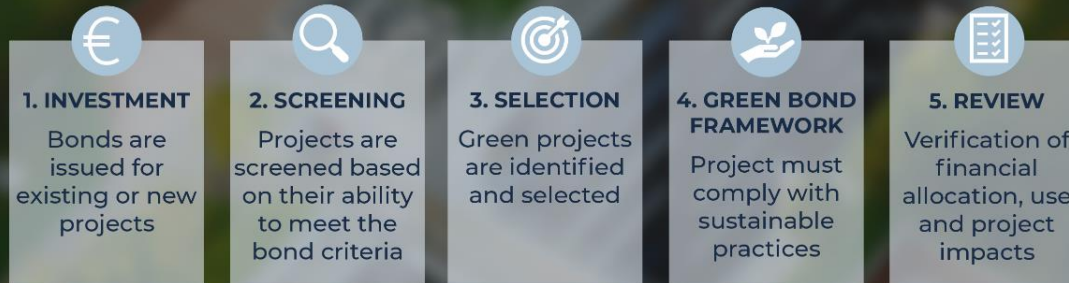 €
1. INVESTMENT
Bonds are
issued for
existing or new
projects
2. SCREENING
Projects are
screened based
on their ability
to meet the
bond criteria
3. SELECTION
Green projects
are identified
and selected
4. GREEN BOND
FRAMEWORK
Project must
comply with
sustainable
practices
5. REVIEW
Verification of
financial
allocation, use
and project
impacts